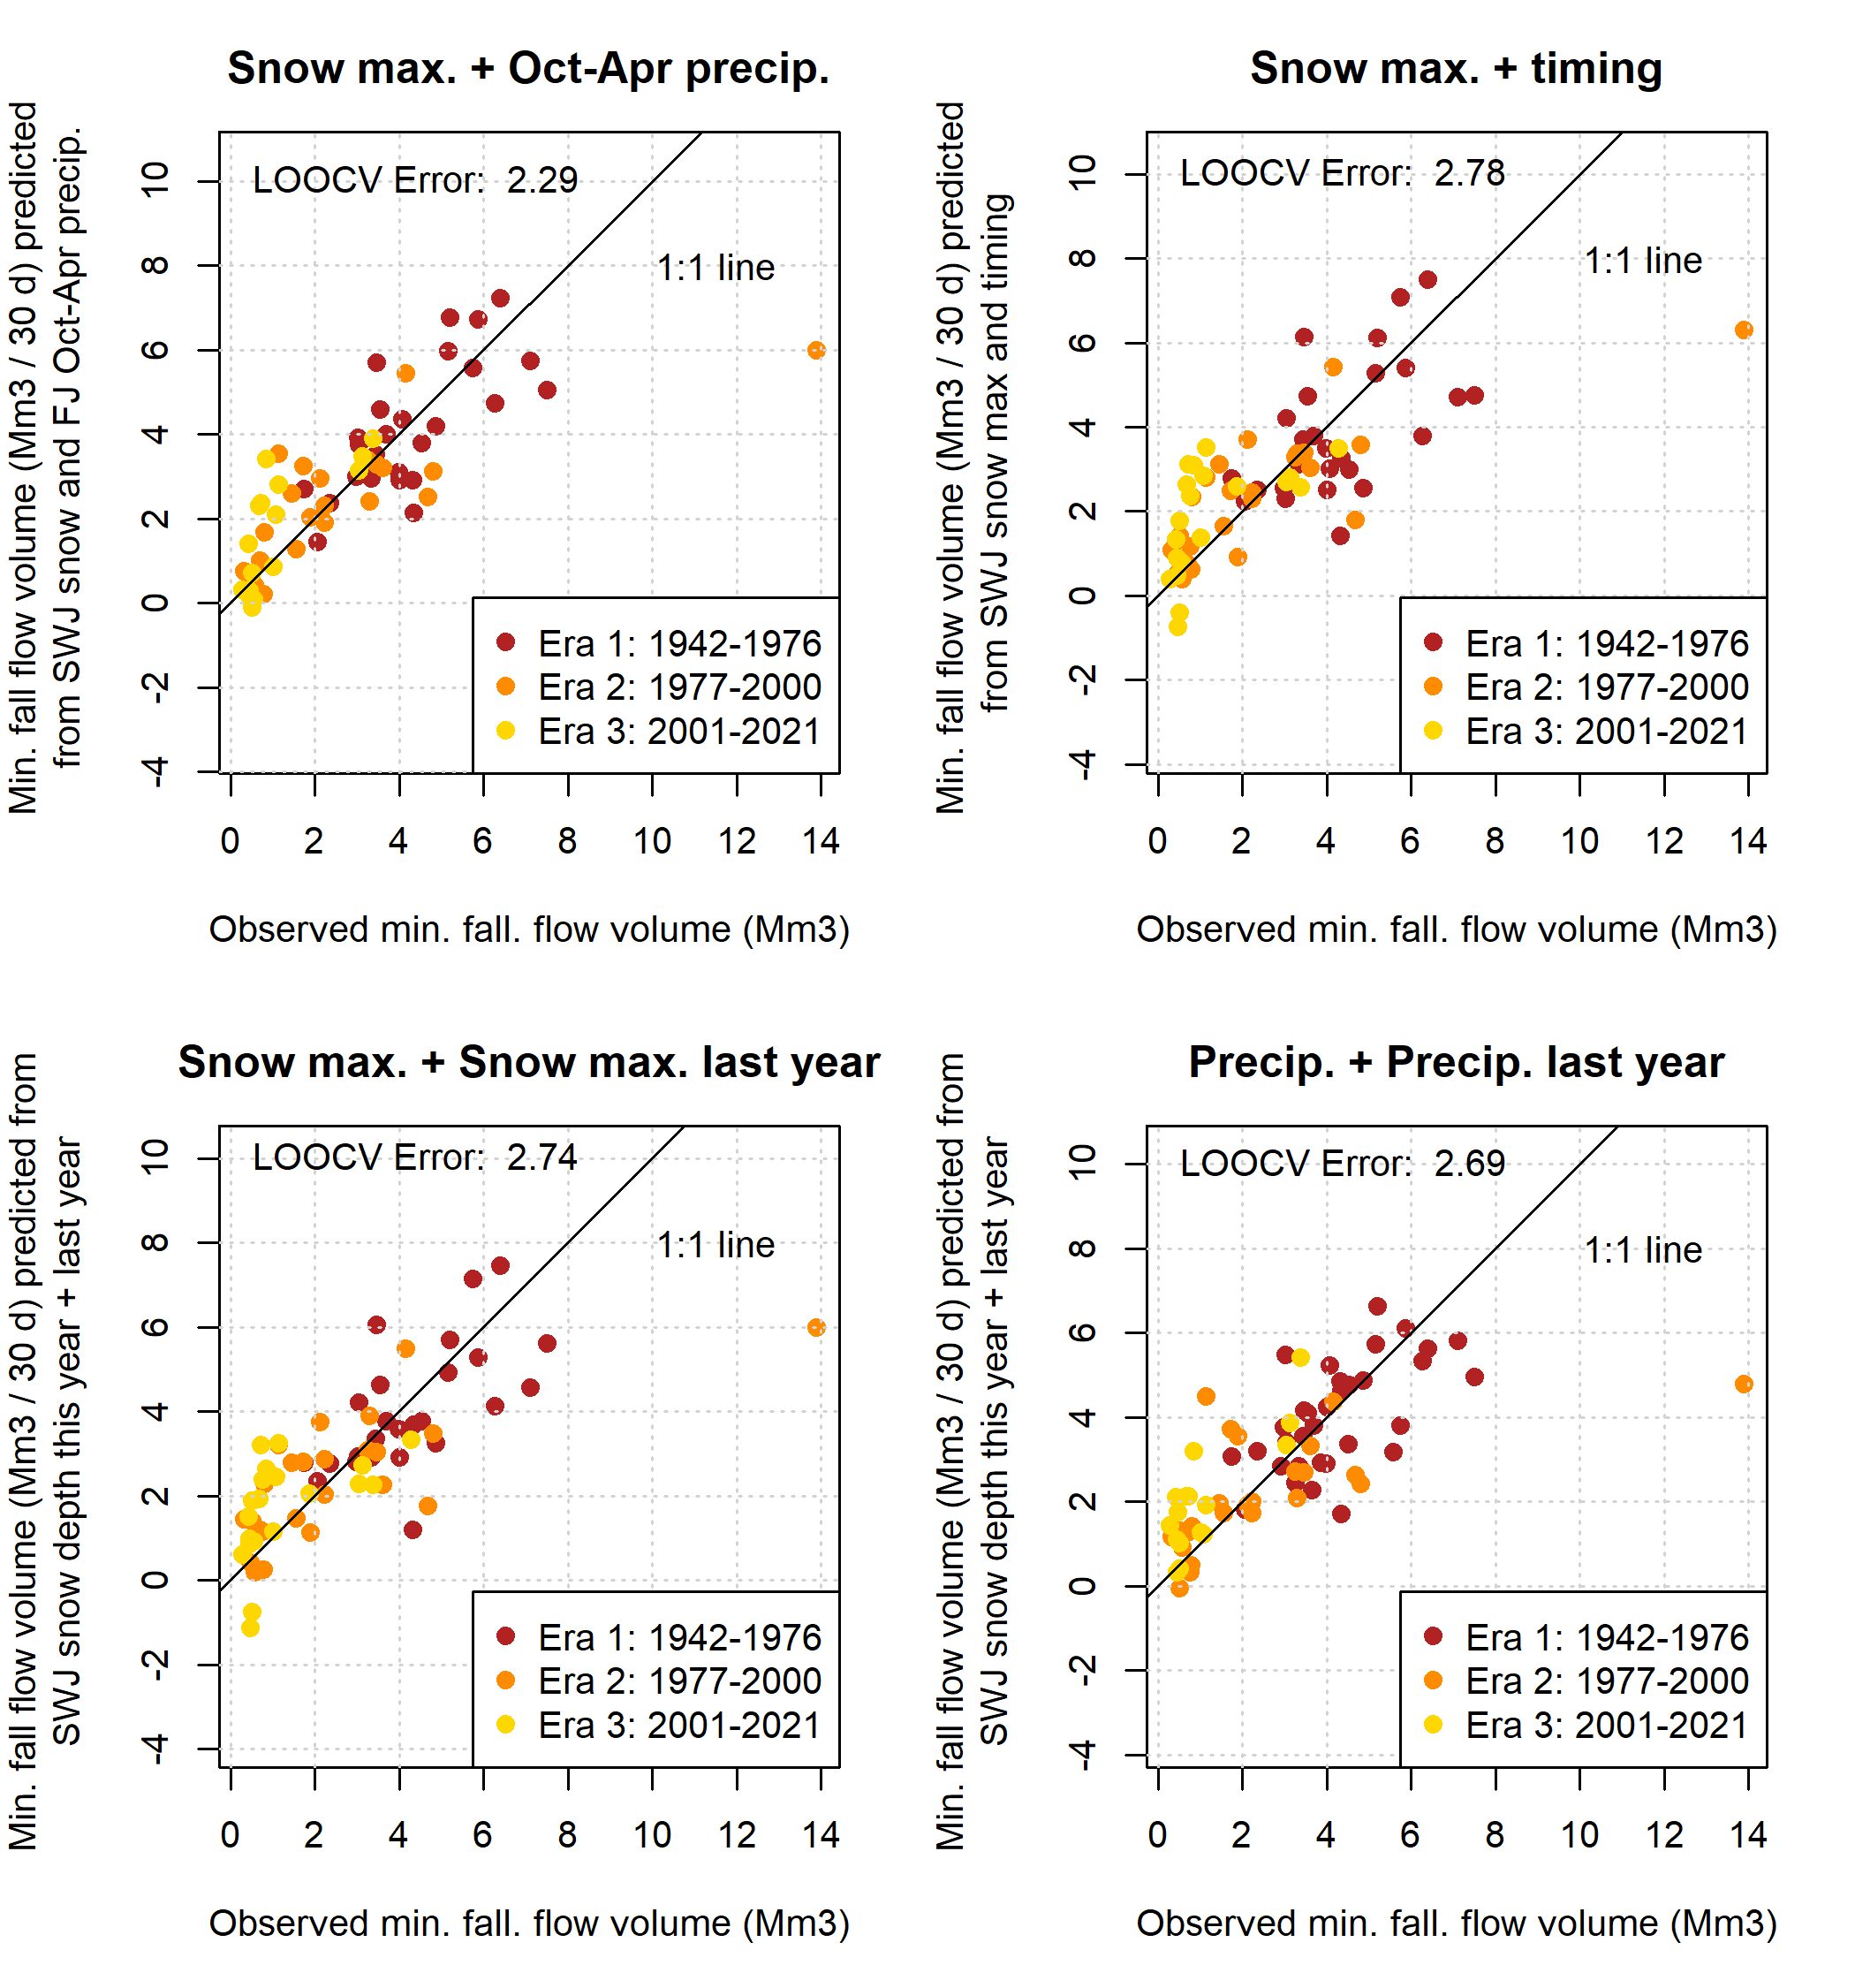 Snow max. + Oct-Apr precip.
Min. fall flow volume (Mm3 / 30 d) predicted
from SWJ snow and FJ Oct-Apr precip.
10
8
6
4
2
0
-2
-4
LOOCV Error: 2.29
1:1 line
Era 1: 1942-1976
Era 2: 1977-2000
Era 3: 2001-2021
0 2 4 6 8 10 12 14
Observed min. fall. flow volume (Mm3)
Snow max. + timing
Min. fall flow volume (Mm3 / 30 d) predicted
from SWJ snow max and timing
10
8
6
4
2
0
-2
-4
LOOCV Error: 2.78
1:1 line
Era 1: 1942-1976
Era 2: 1977-2000
Era 3: 2001-2021
0 2 4 6 8 10 12 14
Observed min. fall. flow volume (Mm3)
Snow max. + Snow max. last year
Min. fall flow volume (Mm3 / 30 d) predicted from
SWJ snow depth this year + last year
10
8
6
4
2
0
-2
-4
LOOCV Error: 2.74
1:1 line
Era 1: 1942-1976
Era 2: 1977-2000
Era 3: 2001-2021
0 2 4 6 8 10 12 14
Observed min. fall. flow volume (Mm3)
Precip. + Precip. last year
Min. fall flow volume (Mm3 / 30 d) predicted from
SWJ snow depth this year + last year
10
8
6
4
2
0
-2
-4
LOOCV Error: 2.69
1:1 line
Era 1: 1942-1976
Era 2: 1977-2000
Era 3: 2001-2021
0 2 4 6 8 10 12 14
Observed min. fall. flow volume (Mm3)